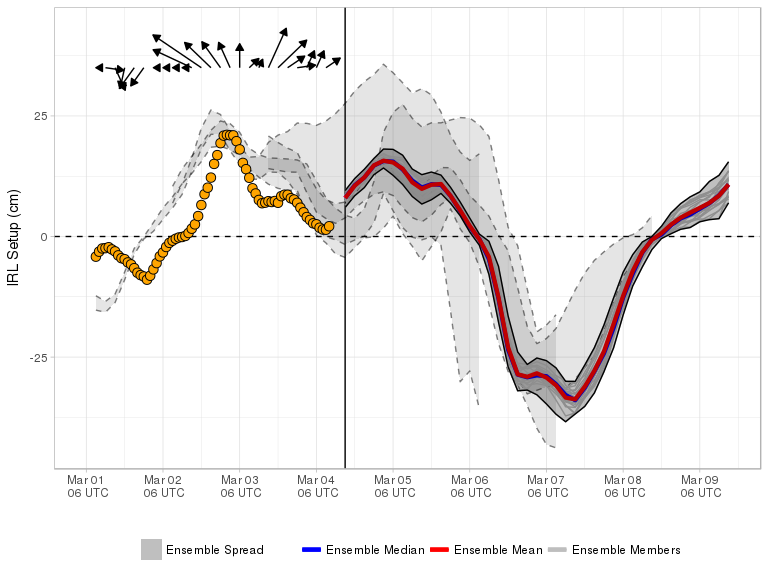 IRL Setup (cm)
25
0
-25
Mar 01 Mar 02 Mar 03 Mar 04 Mar 05 Mar 06 Mar 07 Mar 08 Mar 09
06 UTC 06 UTC 06 UTC 06 UTC 06 UTC 06 UTC 06 UTC 06 UTC 06 UTC
Ensemble Spread Ensemble Median Ensemble Mean Ensemble Members